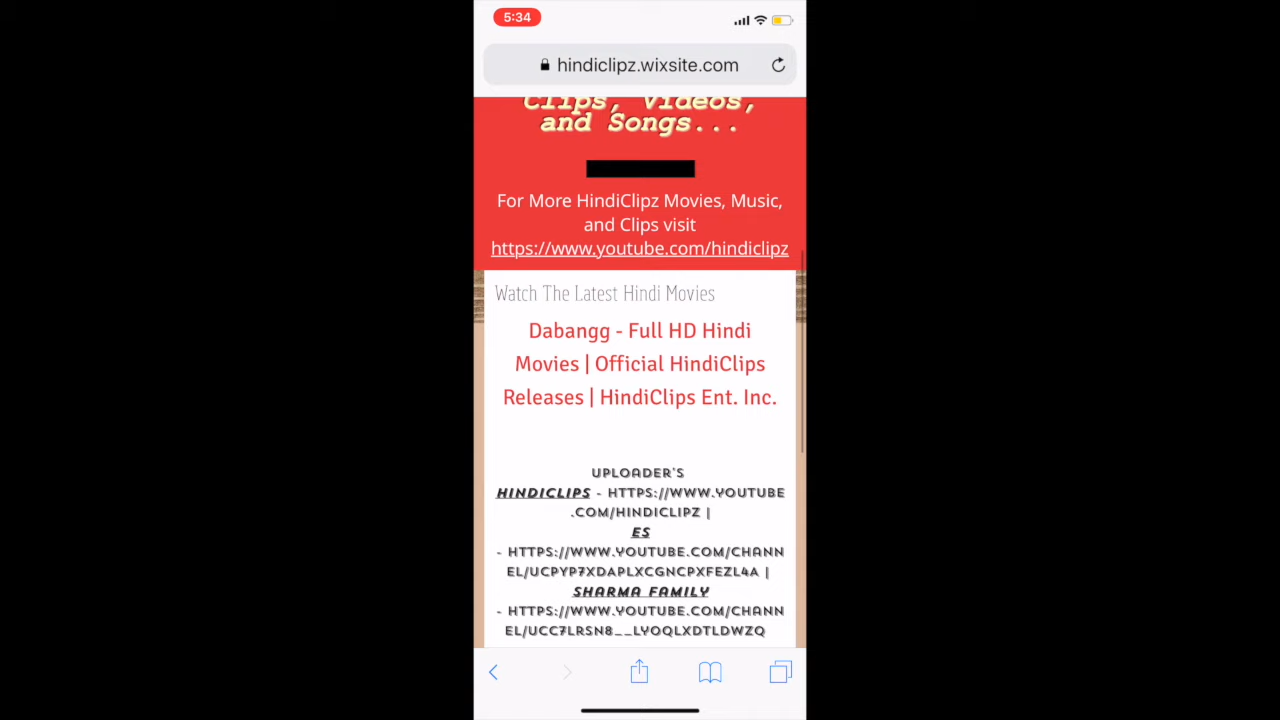 5:34
hindiclipz.wixsite.com
Clips, Videos,
and Songs...
For More HindiClipz Movies, Music,
and Clips visit
https://www.youtube.com/hindiclipz
Watch The Latest Hindi Movies
Dabangg - Full HD Hindi
Movies | Official HindiClips
Releases | HindiClips Ent. Inc.
UPLOADER'S
HINDICLIPS - HTTPS://WWW.YOUTUBE
.COM/HINDICLIPZ |
ES
- HTTPS://WWW.YOUTUBE.COM/CHANN
EL/UCPYP7XDAPLXCGNCPXFEZL4A |
SHARMA FAMILY
- HTTPS://WWW.YOUTUBE.COM/CHANN
EL/UCC7LRSN8__LYOQLXDTLDWZQ